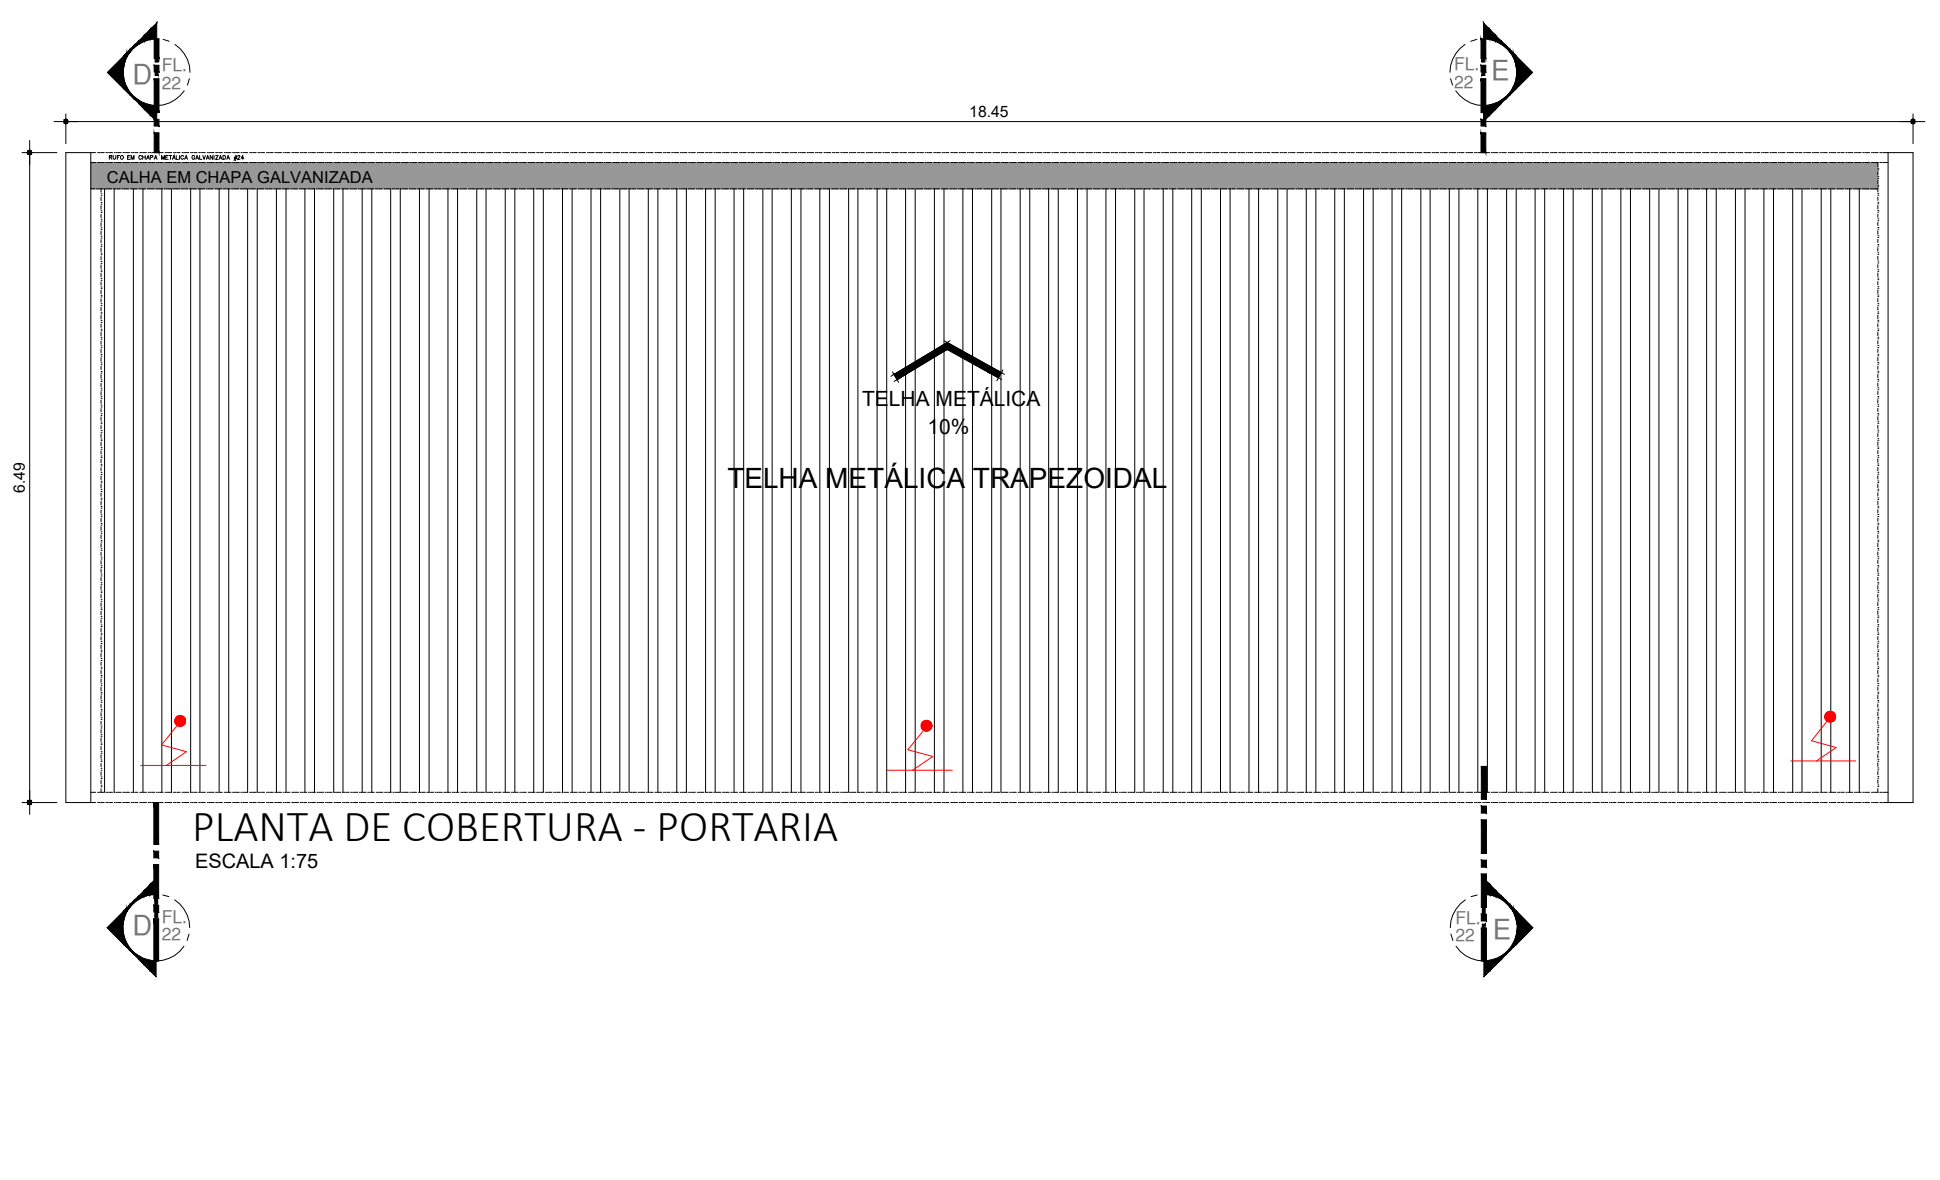 D
FL.
22
FL.
22
E
18.45
RUFO EM CHAPA METÁLICA GALVANIZADA #24
CALHA EM CHAPA GALVANIZADA
TELHA METÁLICA
10%
TELHA METÁLICA TRAPEZOIDAL
6.49
PLANTA DE COBERTURA - PORTARIA
ESCALA 1:75
D
FL.
22
FL.
22
E